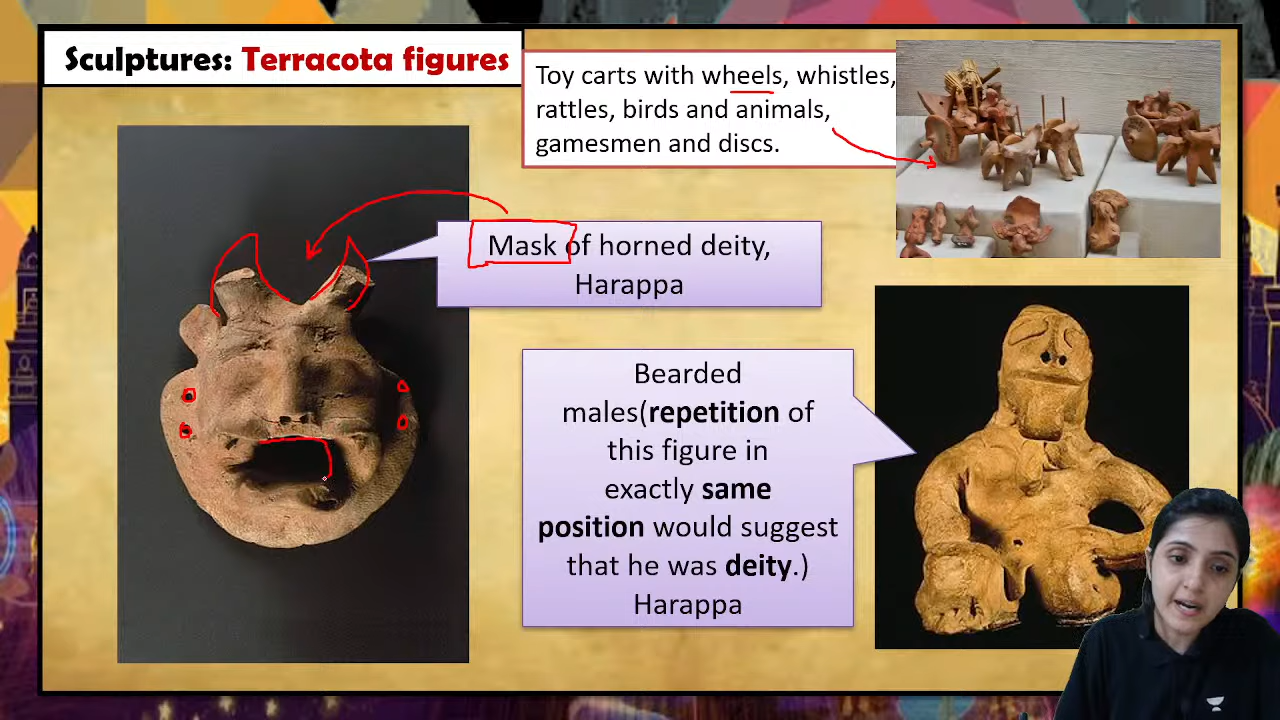 Sculptures: Terracota figures
Toy carts with wheels, whistles,
rattles, birds and animals,
gamesmen and discs.
Mask of horned deity,
Harappa
Bearded
males(repetition of
this figure in
exactly same
position would suggest
that he was deity.)
Harappa